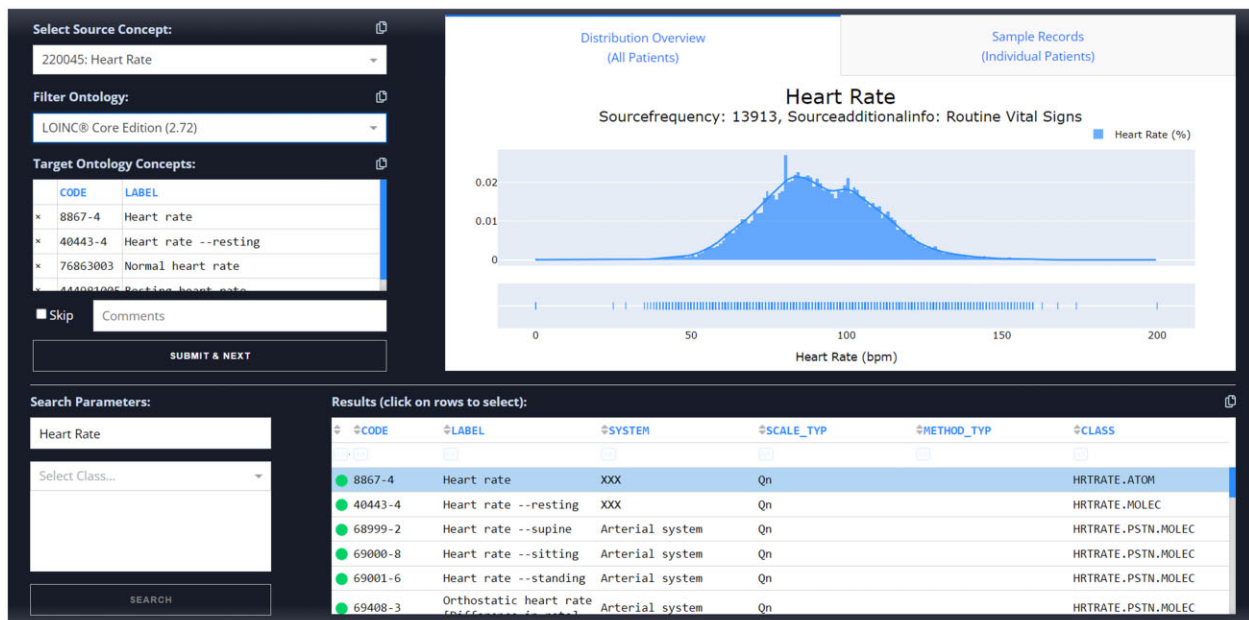 Select Source Concept:
220045: Heart Rate
Filter Ontology:
LOINC® Core Edition (2.72)
Target Ontology Concepts:
CODE LABEL
× 8867-4 Heart rate
× 40443-4 Heart rate --resting
× 76863003 Normal heart rate
× 444981005 Resting heart rate
Skip Comments
SUBMIT & NEXT
Distribution Overview
(All Patients)
Sample Records
(Individual Patients)
Heart Rate
Sourcefrequency: 13913, Sourceadditionalinfo: Routine Vital Signs
Heart Rate (%)
0.02
0.01
0
0 50 100 150 200
Heart Rate (bpm)
Search Parameters:
Heart Rate
Select Class...
SEARCH
Results (click on rows to select):
CODE LABEL SYSTEM SCALE_TYP METHOD_TYP CLASS
8867-4 Heart rate XXX Qn HRTRATE.ATOM
40443-4 Heart rate --resting XXX Qn HRTRATE.MOLEC
68999-2 Heart rate --supine Arterial system Qn HRTRATE.PSTN.MOLEC
69000-8 Heart rate --sitting Arterial system Qn HRTRATE.PSTN.MOLEC
69001-6 Heart rate --standing Arterial system Qn HRTRATE.PSTN.MOLEC
69408-3 Orthostatic heart rate Arterial system Qn HRTRATE.PSTN.MOLEC